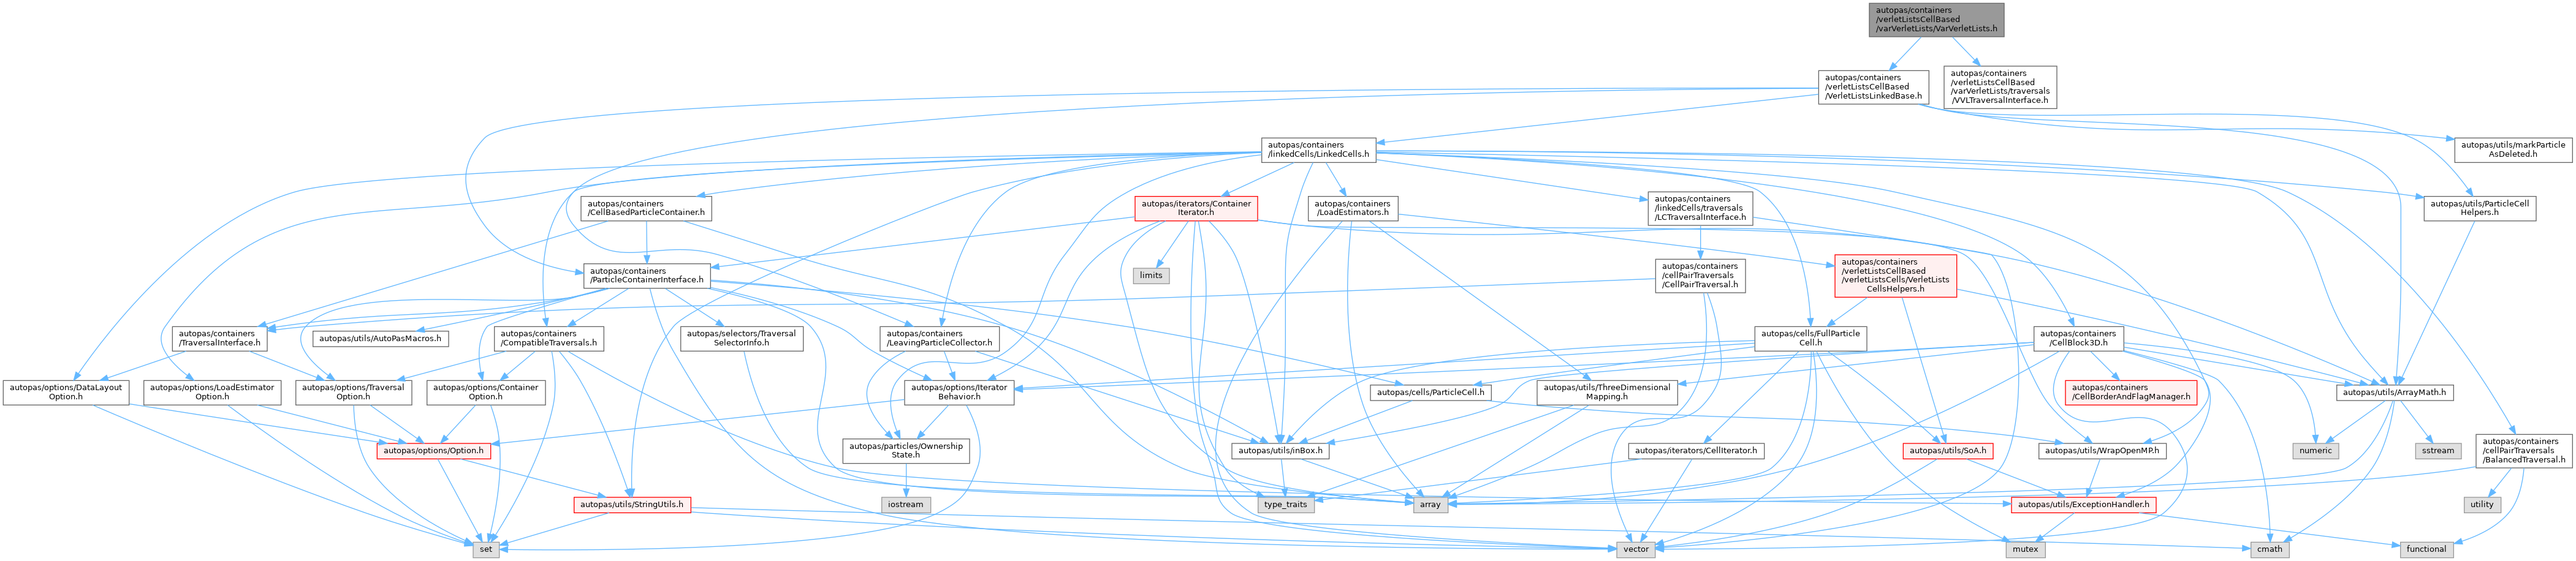 autopas/containers
/verletListsCellBased
/varVerletLists/VarVerletLists.h
autopas/containers
/verletListsCellBased
/VerletListsLinkedBase.h
autopas/containers
/verletListsCellBased
/varVerletLists/traversals
/VVLTraversalInterface.h
autopas/containers
/linkedCells/LinkedCells.h
autopas/utils/markParticle
AsDeleted.h
autopas/containers
/CellBasedParticleContainer.h
autopas/iterators/Container
Iterator.h
autopas/containers
/LoadEstimators.h
autopas/containers
/linkedCells/traversals
/LCTraversalInterface.h
autopas/utils/ParticleCell
Helpers.h
autopas/containers
/ParticleContainerInterface.h
limits
autopas/containers
/cellPairTraversals
/CellPairTraversal.h
autopas/containers
/verletListsCellBased
/verletListsCells/VerletLists
CellsHelpers.h
autopas/containers
/TraversalInterface.h
autopas/utils/AutoPasMacros.h
autopas/containers
/CompatibleTraversals.h
autopas/selectors/Traversal
SelectorInfo.h
autopas/containers
/LeavingParticleCollector.h
autopas/cells/FullParticle
Cell.h
autopas/containers
/CellBlock3D.h
autopas/options/DataLayout
Option.h
autopas/options/LoadEstimator
Option.h
autopas/options/Traversal
Option.h
autopas/options/Container
Option.h
autopas/options/Iterator
Behavior.h
autopas/cells/ParticleCell.h
autopas/utils/ThreeDimensional
Mapping.h
autopas/containers
/CellBorderAndFlagManager.h
autopas/utils/ArrayMath.h
autopas/options/Option.h
autopas/particles/Ownership
State.h
autopas/utils/inBox.h
autopas/iterators/CellIterator.h
autopas/utils/SoA.h
autopas/utils/WrapOpenMP.h
numeric
sstream
autopas/containers
/cellPairTraversals
/BalancedTraversal.h
autopas/utils/StringUtils.h
iostream
type_traits
array
autopas/utils/ExceptionHandler.h
utility
set
vector
mutex
cmath
functional